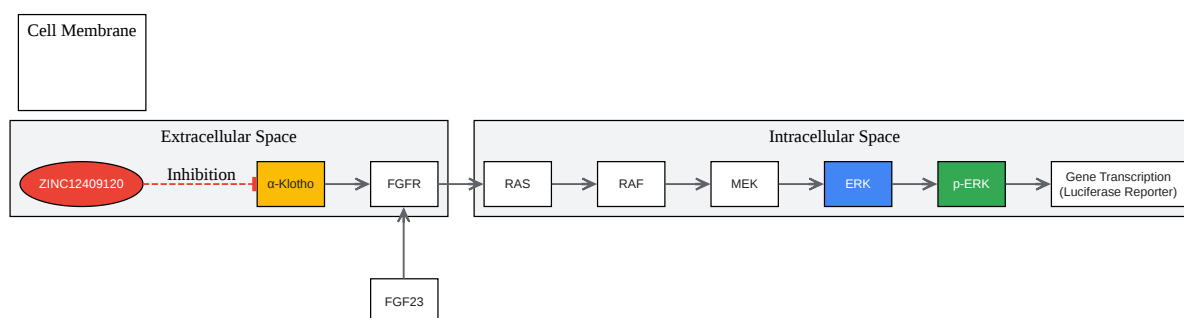 Cell Membrane
Extracellular Space
Intracellular Space
ZINC12409120
Inhibition
α-Klotho
FGFR
RAS
RAF
MEK
ERK
p-ERK
Gene Transcription
(Luciferase Reporter)
FGF23